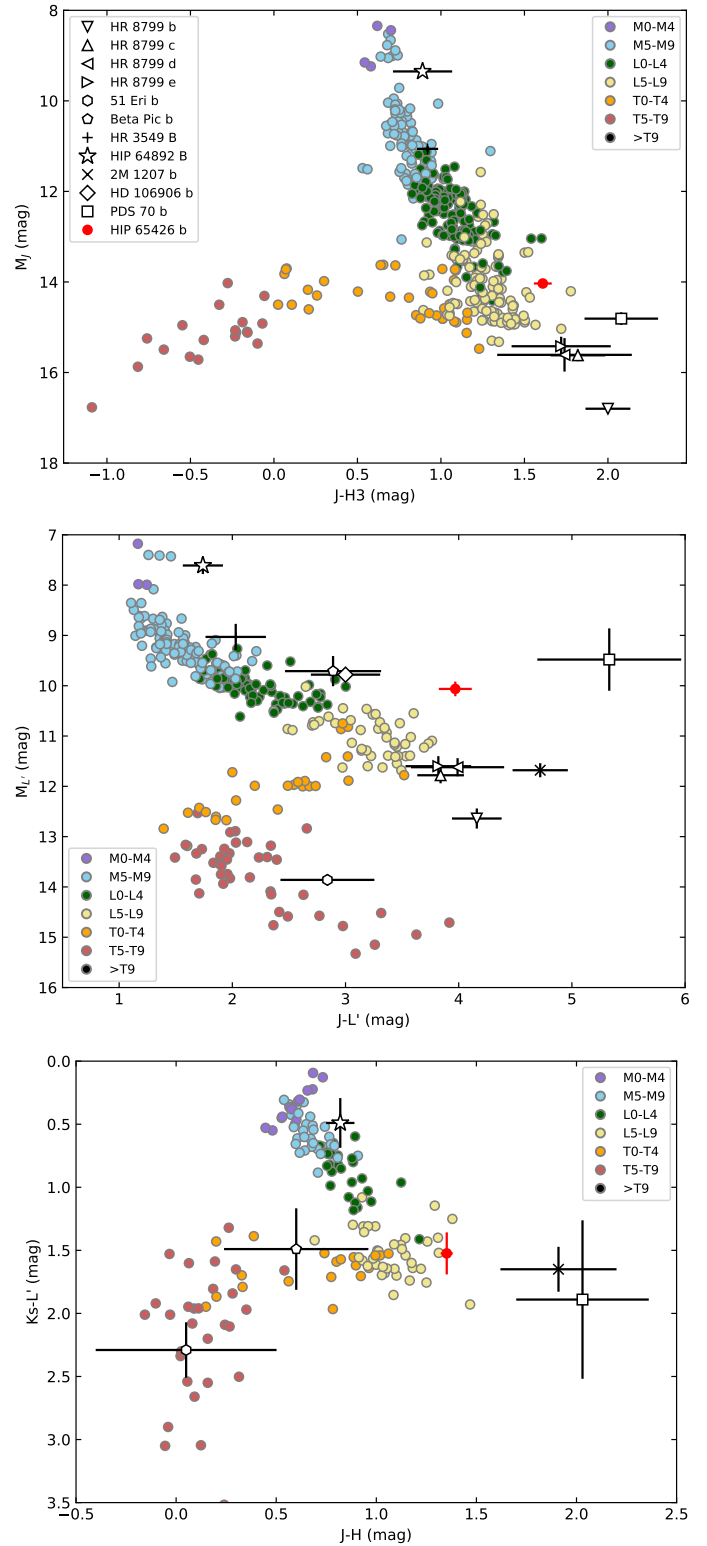 8
10
12
14
16
18
M_J (mag)
HR 8799 b
HR 8799 c
HR 8799 d
HR 8799 e
51 Eri b
Beta Pic b
HR 3549 B
HIP 64892 B
2M 1207 b
HD 106906 b
PDS 70 b
HIP 65426 b
M0-M4
M5-M9
L0-L4
L5-L9
T0-T4
T5-T9
>T9
−1.0 −0.5 0.0 0.5 1.0 1.5 2.0
J-H3 (mag)
7
8
9
10
11
12
13
14
15
16
M_L' (mag)
M0-M4
M5-M9
L0-L4
L5-L9
T0-T4
T5-T9
>T9
1 2 3 4 5 6
J-L' (mag)
0.0
0.5
1.0
1.5
2.0
2.5
3.0
3.5
Ks-L' (mag)
M0-M4
M5-M9
L0-L4
L5-L9
T0-T4
T5-T9
>T9
−0.5 0.0 0.5 1.0 1.5 2.0 2.5
J-H (mag)